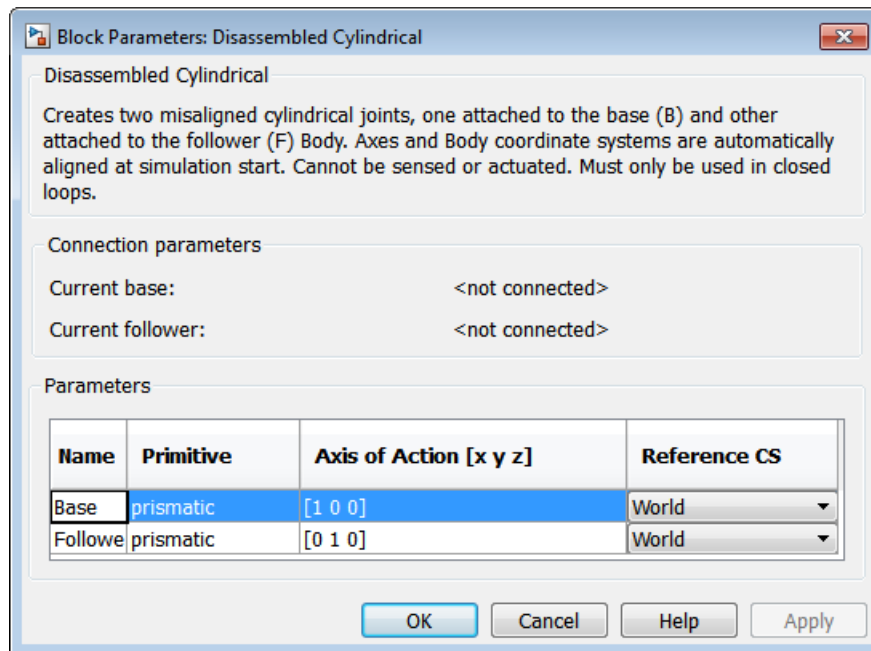 Block Parameters: Disassembled Cylindrical
Disassembled Cylindrical
Creates two misaligned cylindrical joints, one attached to the base (B) and other
attached to the follower (F) Body. Axes and Body coordinate systems are automatically
aligned at simulation start. Cannot be sensed or actuated. Must only be used in closed
loops.
Connection parameters
Current base: <not connected>
Current follower: <not connected>
Parameters
Name Primitive Axis of Action [x y z] Reference CS
Base prismatic [1 0 0] World
Followe prismatic [0 1 0] World
OK Cancel Help Apply